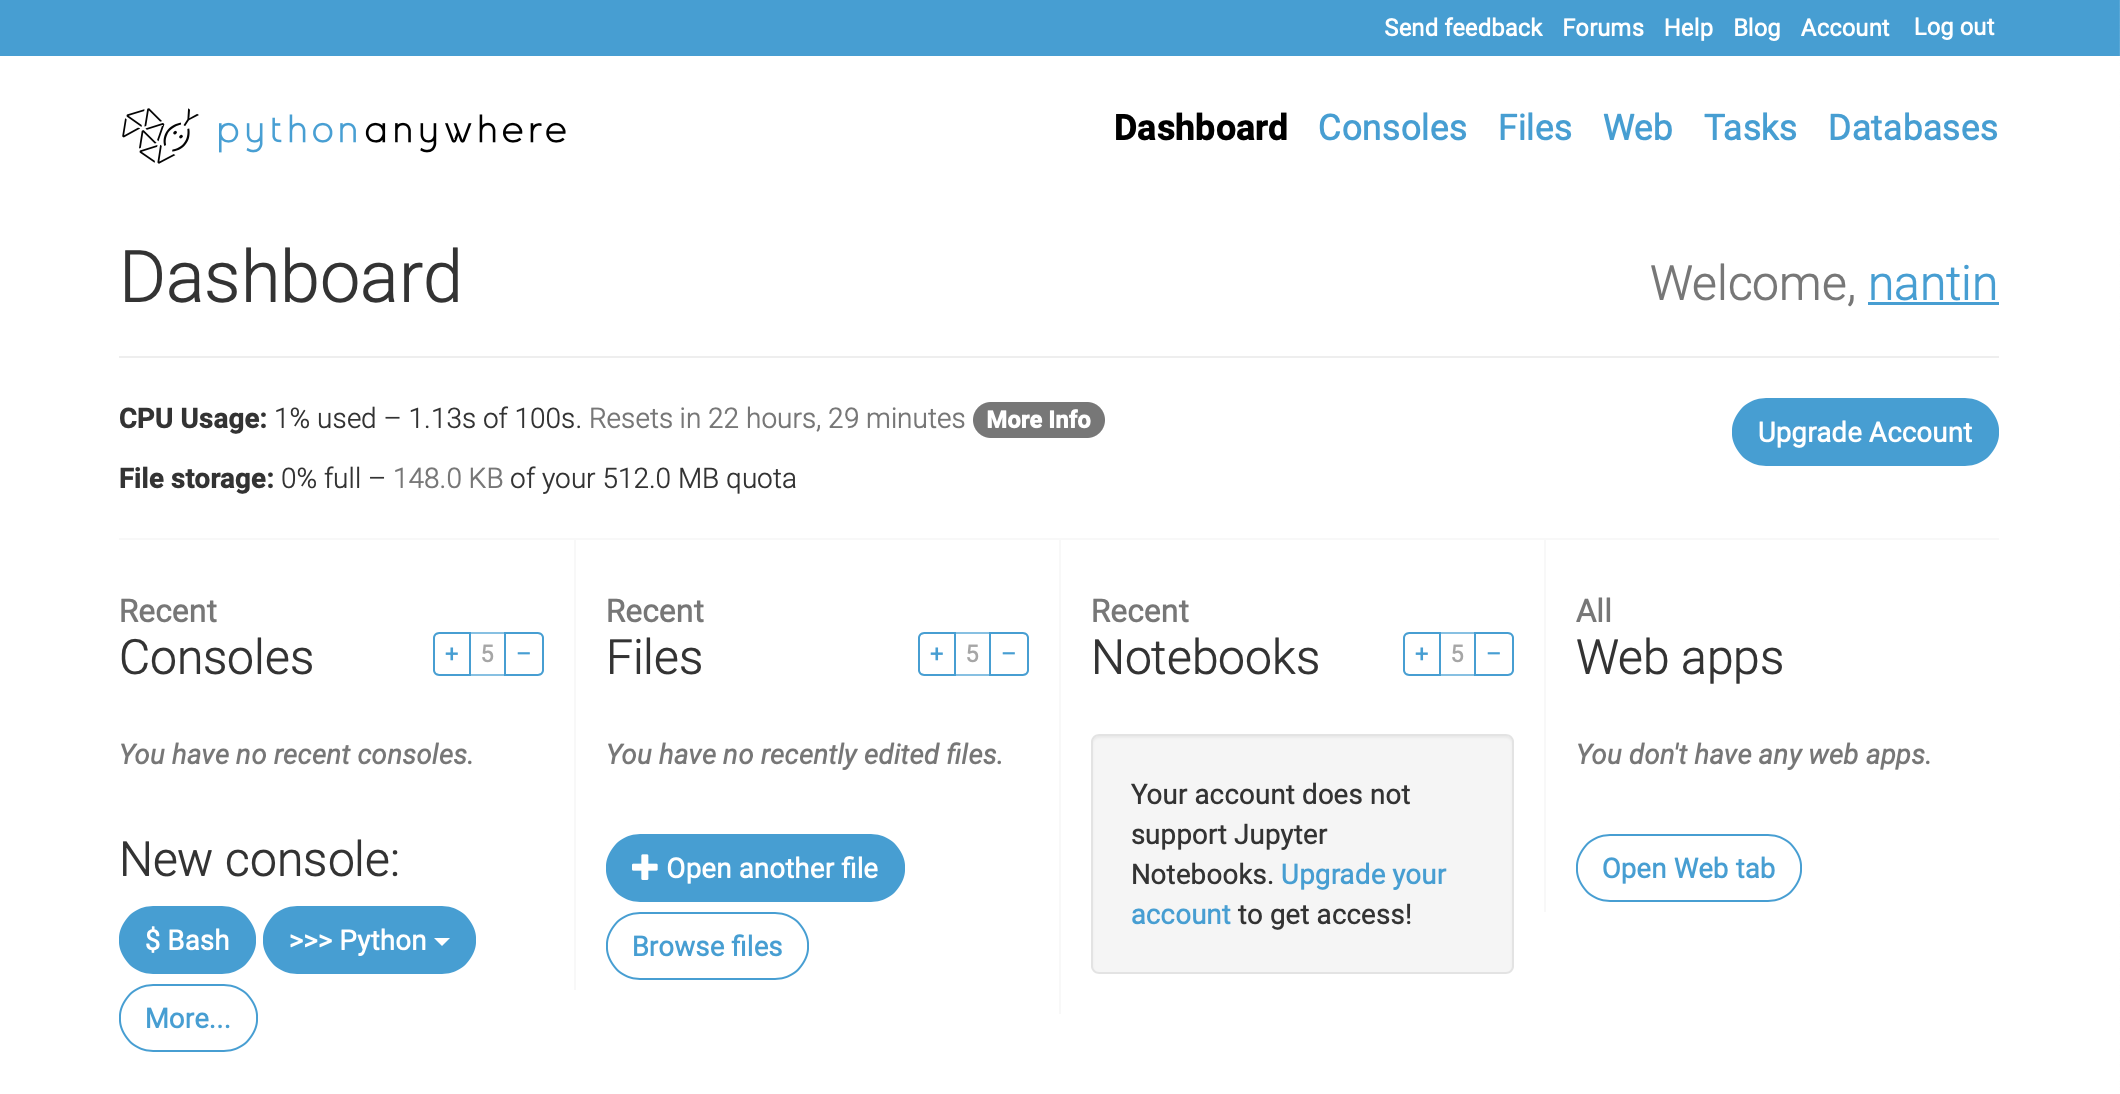 Send feedback Forums Help Blog Account Log out
pythonanywhere
Dashboard Consoles Files Web Tasks Databases
Dashboard
Welcome, nantin
CPU Usage: 1% used – 1.13s of 100s. Resets in 22 hours, 29 minutes More Info
Upgrade Account
File storage: 0% full – 148.0 KB of your 512.0 MB quota
Recent
Consoles
+ 5 −
You have no recent consoles.
New console:
$ Bash >>> Python
More...
Recent
Files
+ 5 −
You have no recently edited files.
Open another file
Browse files
Recent
Notebooks
+ 5 −
Your account does not
support Jupyter
Notebooks. Upgrade your
account to get access!
All
Web apps
You don't have any web apps.
Open Web tab